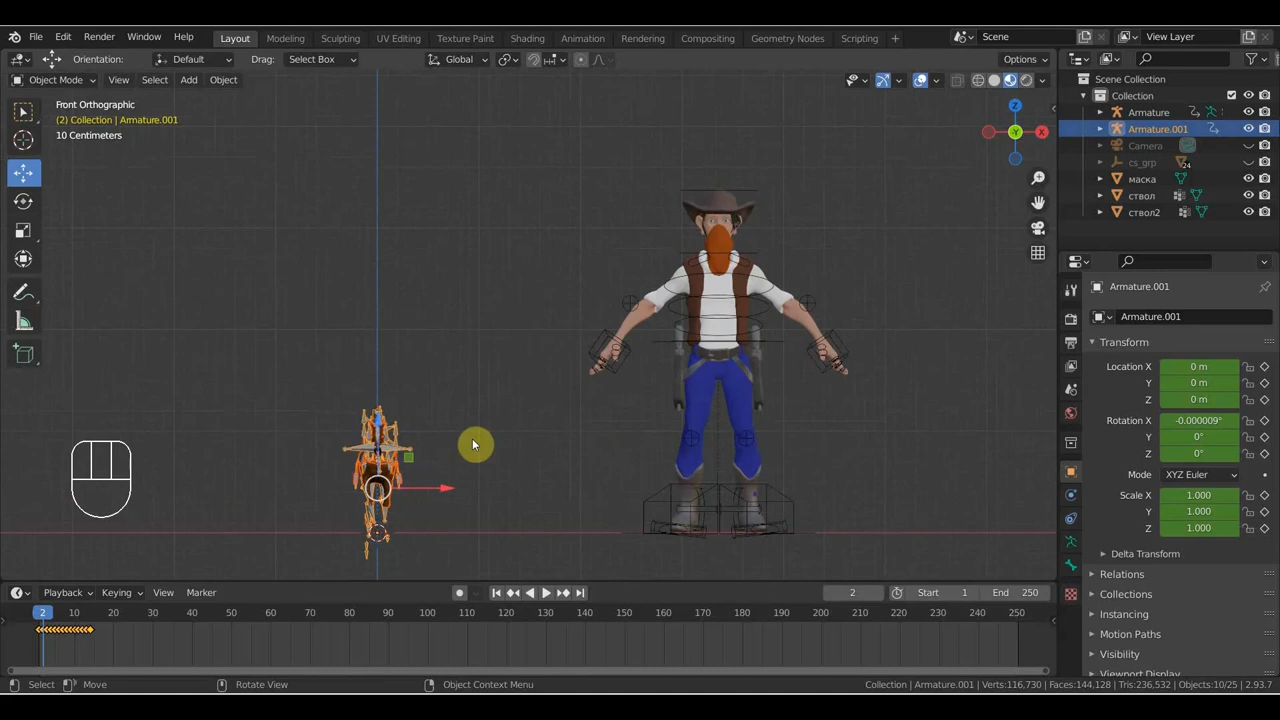 File Edit Render Window Help Layout Modeling Sculpting UV Editing Texture Paint Shading Animation Rendering Compositing Geometry Nodes Scripting + Scene View Layer
Orientation: Default Drag: Select Box Global Options
Object Mode View Select Add Object
Front Orthographic
(2) Collection | Armature.001
10 Centimeters
Z
X
Y
Scene Collection
Collection
Armature
Armature.001
Camera
cs_grp 24
маска
ствол
ствол2
Armature.001
Armature.001
Transform
Location X 0 m
Y 0 m
Z 0 m
Rotation X -0.000009°
Y 0°
Z 0°
Mode XYZ Euler
Scale X 1.000
Y 1.000
Z 1.000
Delta Transform
Relations
Collections
Instancing
Motion Paths
Visibility
Viewport Display
Playback Keying View Marker 2 Start 1 End 250
2 10 20 30 40 50 60 70 80 90 100 110 120 130 140 150 160 170 180 190 200 210 220 230 240 250
Select Move Rotate View Object Context Menu Collection | Armature.001 | Verts:116,730 | Faces:144,128 | Tris:236,532 | Objects:10/25 | 2.93.7